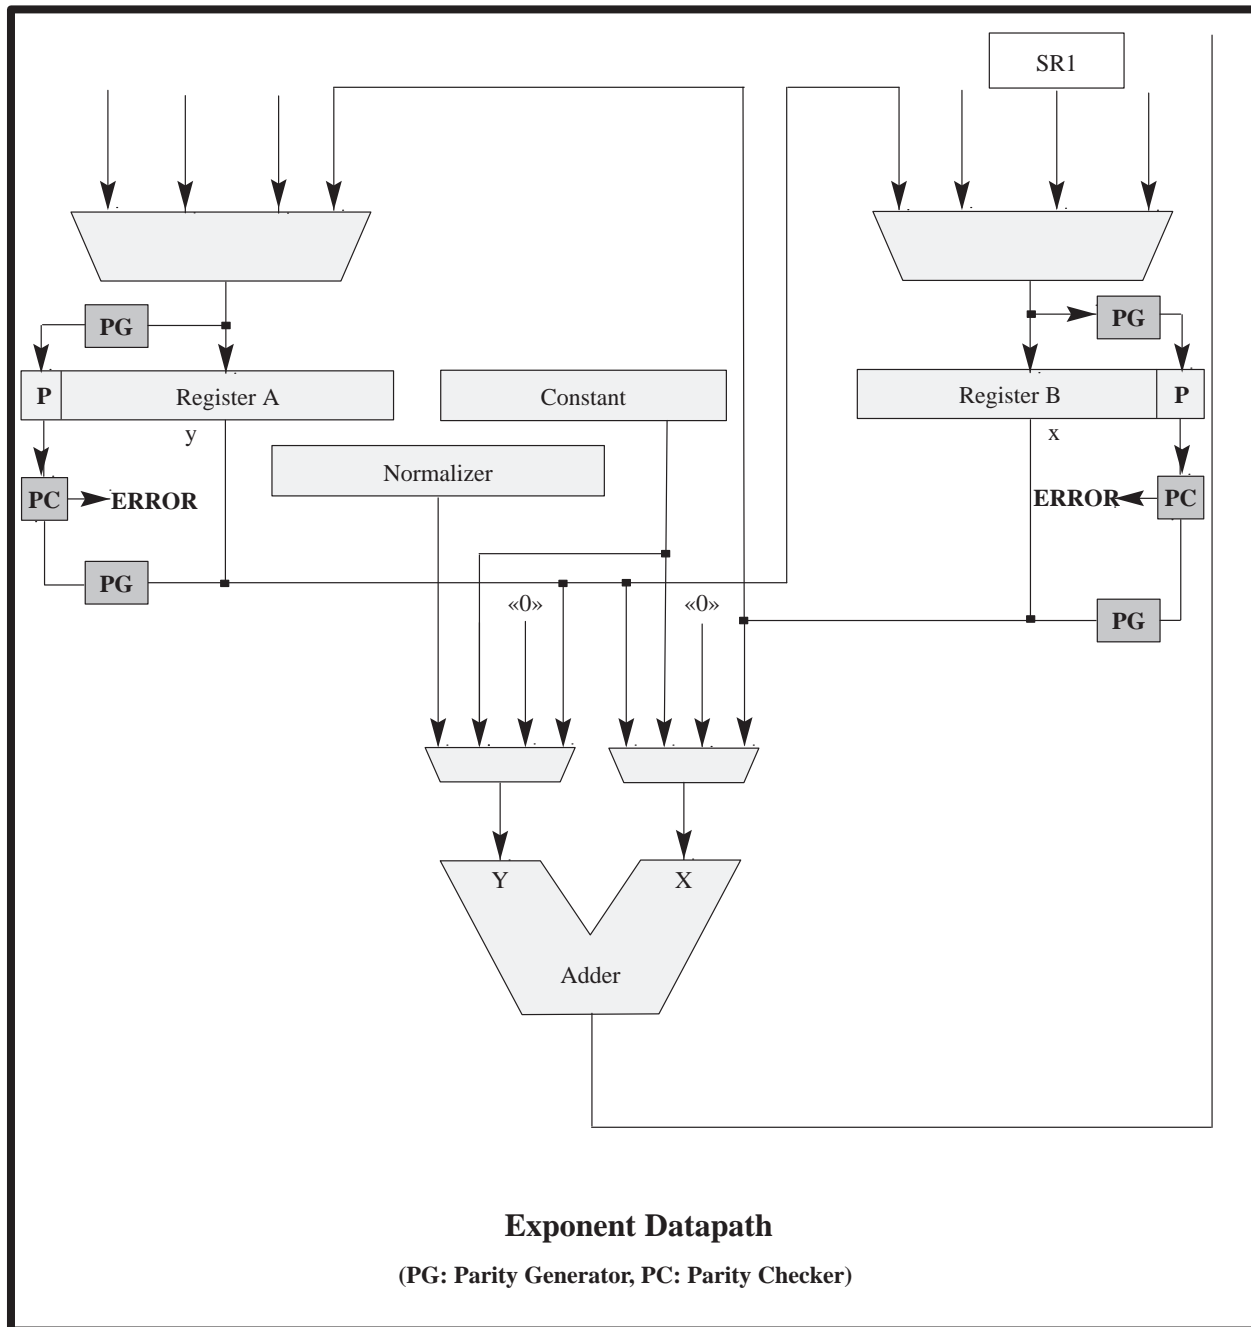 SR1
PG
PG
P
Register A
Constant
Register B
P
y
x
Normalizer
PC
ERROR
ERROR
PC
PG
«0»
«0»
PG
Y
X
Adder
Exponent Datapath
(PG: Parity Generator, PC: Parity Checker)